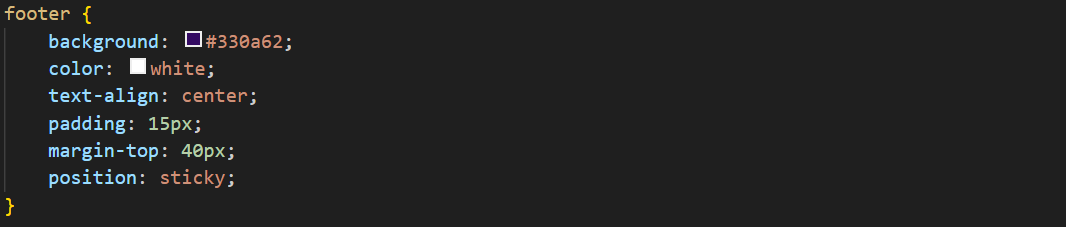 footer {
    background: #330a62;
    color: white;
    text-align: center;
    padding: 15px;
    margin-top: 40px;
    position: sticky;
}